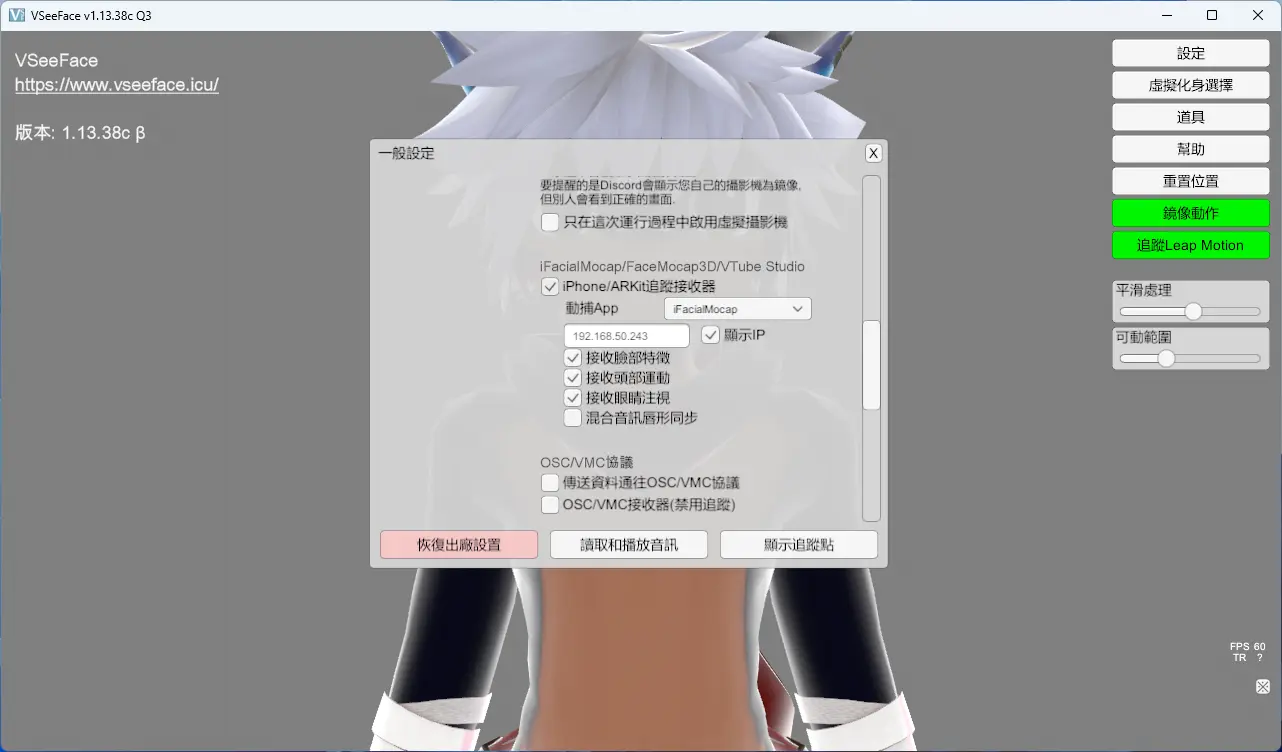 VSeeFace v1.13.38c Q3
VSeeFace
https://www.vseeface.icu/
版本: 1.13.38c β
設定
虛擬化身選擇
道具
幫助
重置位置
鏡像動作
追蹤Leap Motion
平滑處理
可動範圍
一般設定
X
要提醒的是Discord會顯示您自己的攝影機為鏡像,
但別人會看到正確的畫面.
只在這次運行過程中啟用虛擬攝影機
iFacialMocap/FaceMocap3D/VTube Studio
iPhone/ARKit追蹤接收器
動捕App
iFacialMocap
192.168.50.243
顯示IP
接收臉部特徵
接收頭部運動
接收眼睛注視
混合音訊唇形同步
OSC/VMC協議
傳送資料通往OSC/VMC協議
OSC/VMC接收器(禁用追蹤)
恢復出廠設置
讀取和播放音訊
顯示追蹤點
FPS 60
TR ?